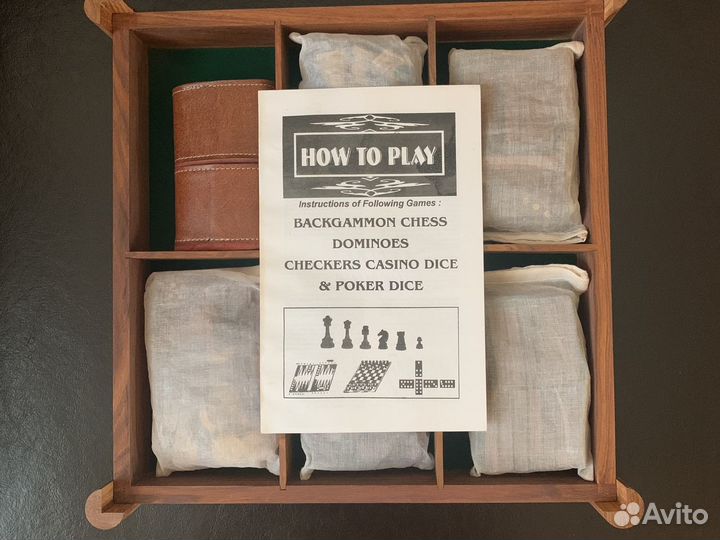 HOW TO PLAY
Instructions of Following Games :
BACKGAMMON CHESS
DOMINOES
CHECKERS CASINO DICE
& POKER DICE
Avito